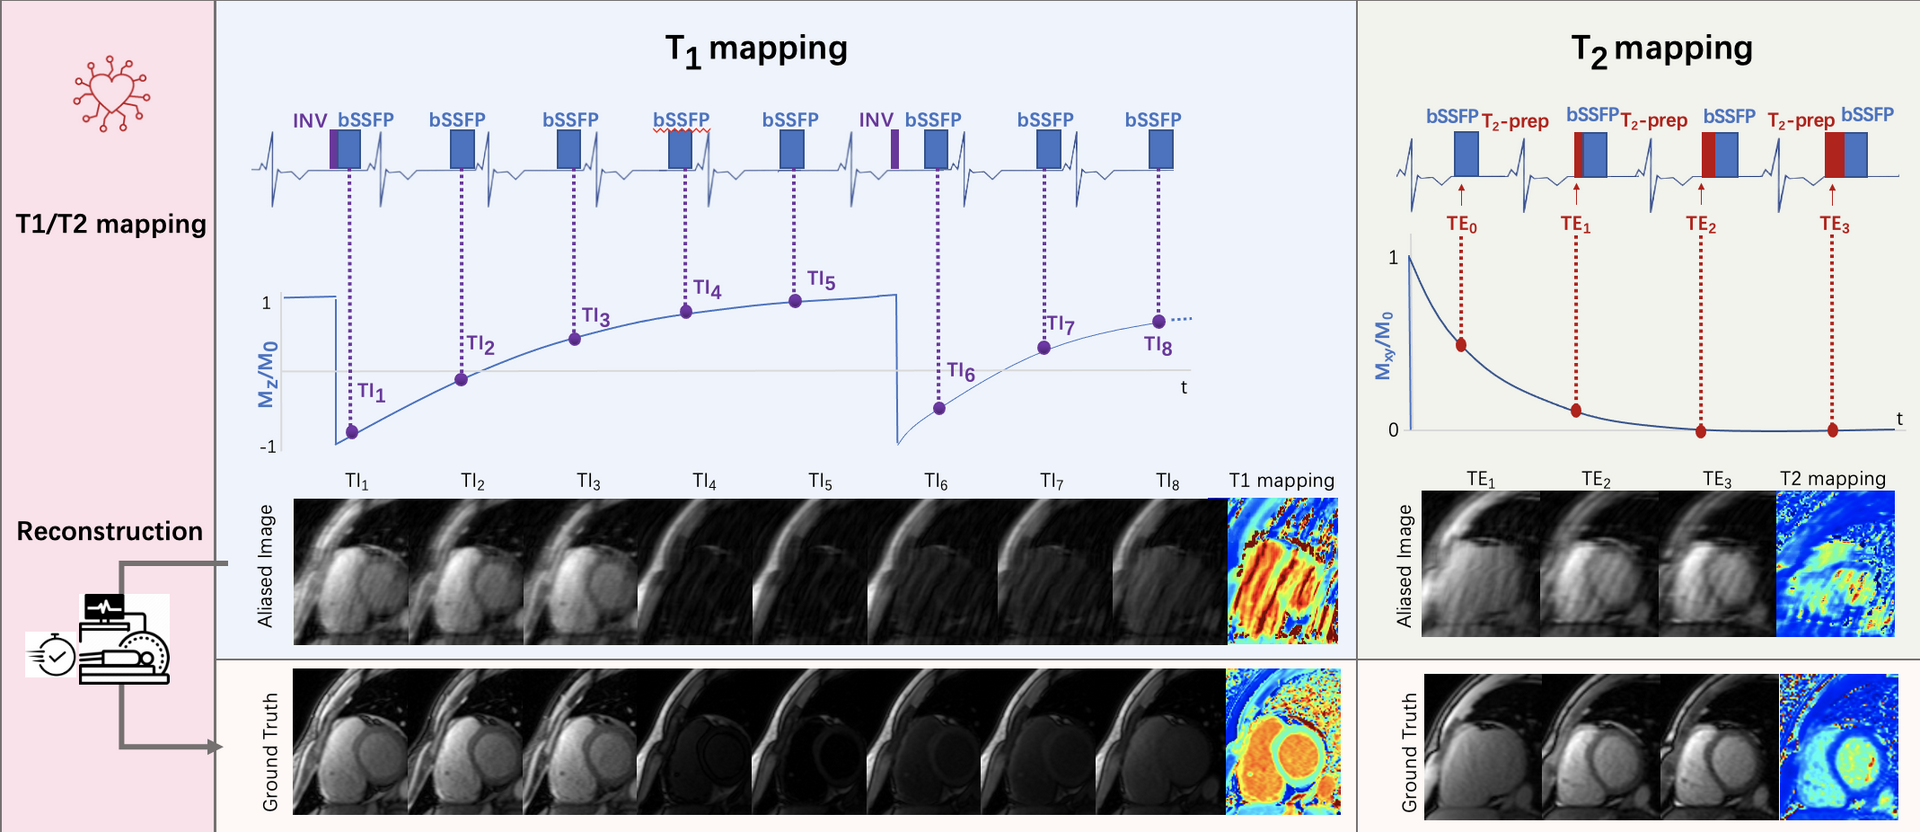 T1 mapping
T2 mapping
INV bSSFP bSSFP bSSFP bSSFP bSSFP INV bSSFP bSSFP bSSFP
bSSFP T2-prep bSSFP T2-prep bSSFP T2-prep bSSFP
T1/T2 mapping
TE0 TE1 TE2 TE3
TI1 TI2 TI3 TI4 TI5 TI6 TI7 TI8
1
-1
Mz/M0
t
1
0
Mxy/M0
t
TI1 TI2 TI3 TI4 TI5 TI6 TI7 TI8 T1 mapping
TE1 TE2 TE3 T2 mapping
Reconstruction
Aliased Image
Aliased Image
Ground Truth
Ground Truth